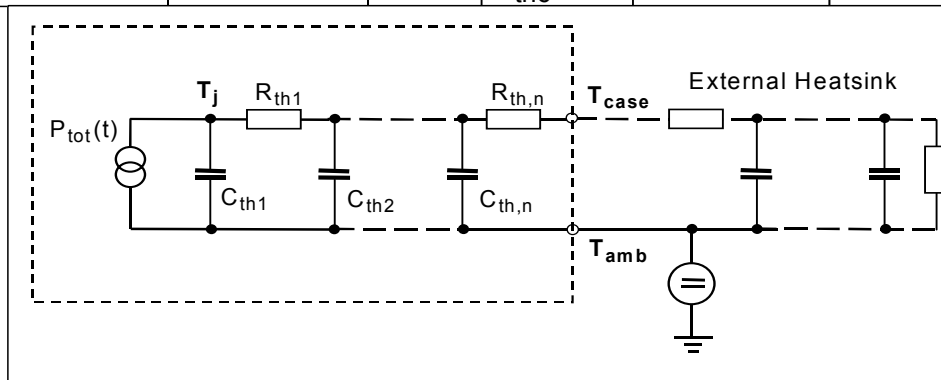 External Heatsink
T_j R_th1 R_th,n T_case
P_tot(t)
C_th1 C_th2 C_th,n
T_amb